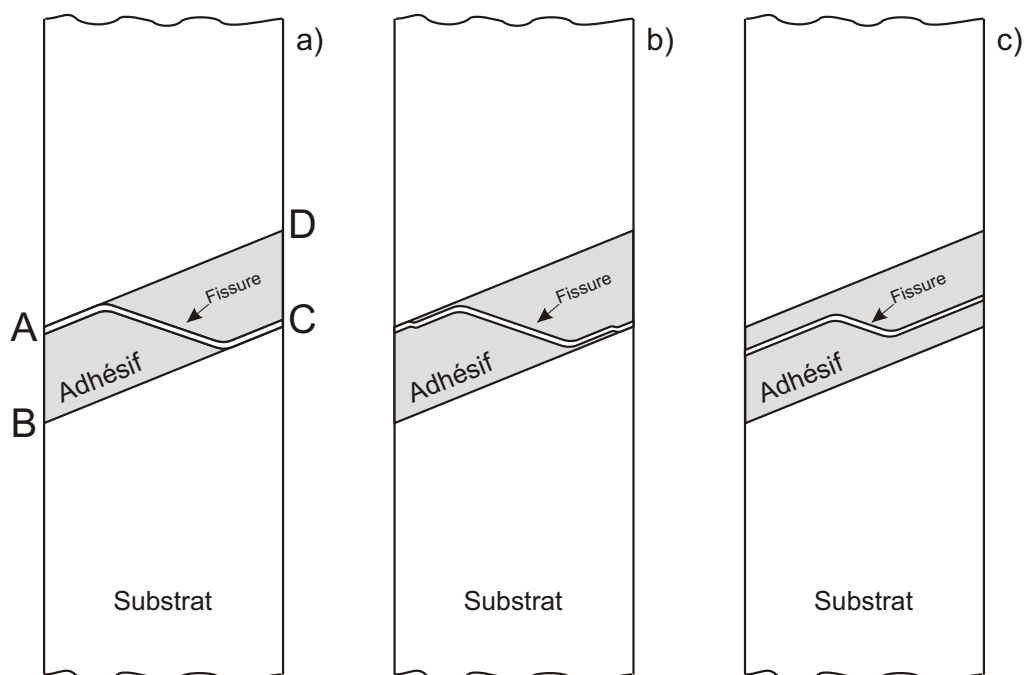 a)
D
Fissure
A
C
Adhésif
B
Substrat
b)
Fissure
Adhésif
Substrat
c)
Fissure
Adhésif
Substrat